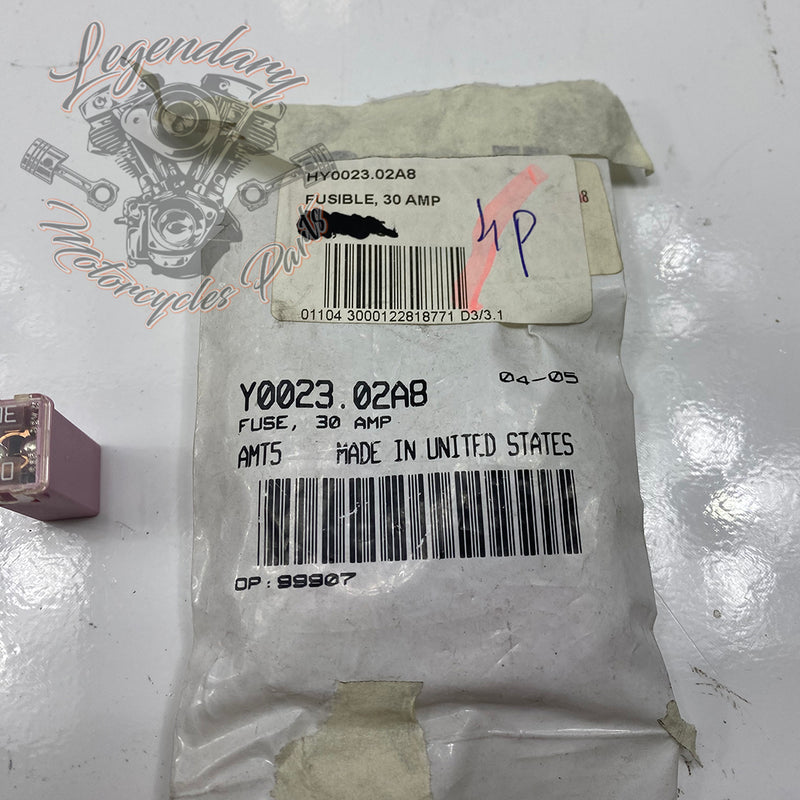 Legendary
Motorcycles Parts
HY0023.02A8
FUSIBLE, 30 AMP
4P
01104 3000122818771 D3/3.1
Y0023.02A8
04-05
FUSE, 30 AMP
AMT5 MADE IN UNITED STATES
OP:99907